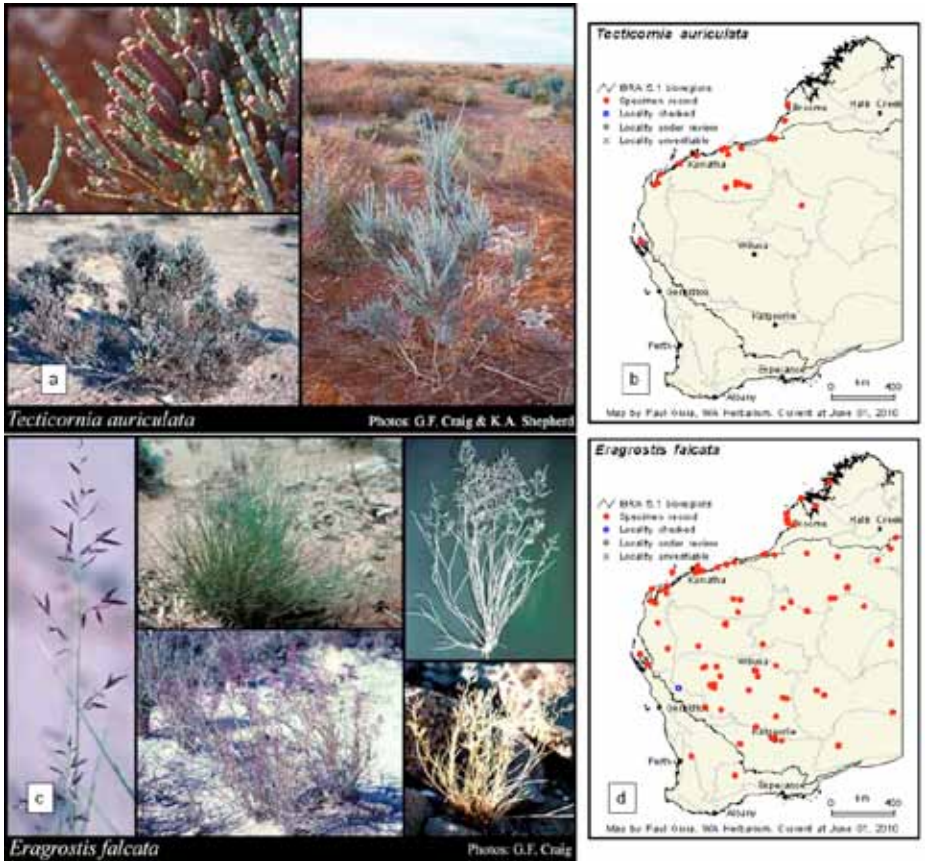 a
Tecticornia auriculata
Photos: G.F. Craig & K.A. Shepherd
Tecticornia auriculata
IBRA 5.1 bioregions
Specimen record
Locality checked
Locality under review
Locality unverifiable
Broome
Kalb Creek
Karratha
Wiluna
Geraldton
Kalgoorlie
Perth
Esperance
Albany
b
km
0 400
Map by Paul Gioia, WA Herbarium. Current at June 01, 2010
c
Eragrostis falcata
Photos: G.F. Craig
Eragrostis falcata
IBRA 5.1 bioregions
Specimen record
Locality checked
Locality under review
Locality unverifiable
Broome
Kalb Creek
Karratha
Wiluna
Geraldton
Kalgoorlie
Perth
Esperance
Albany
d
km
0 400
Map by Paul Gioia, WA Herbarium. Current at June 01, 2010